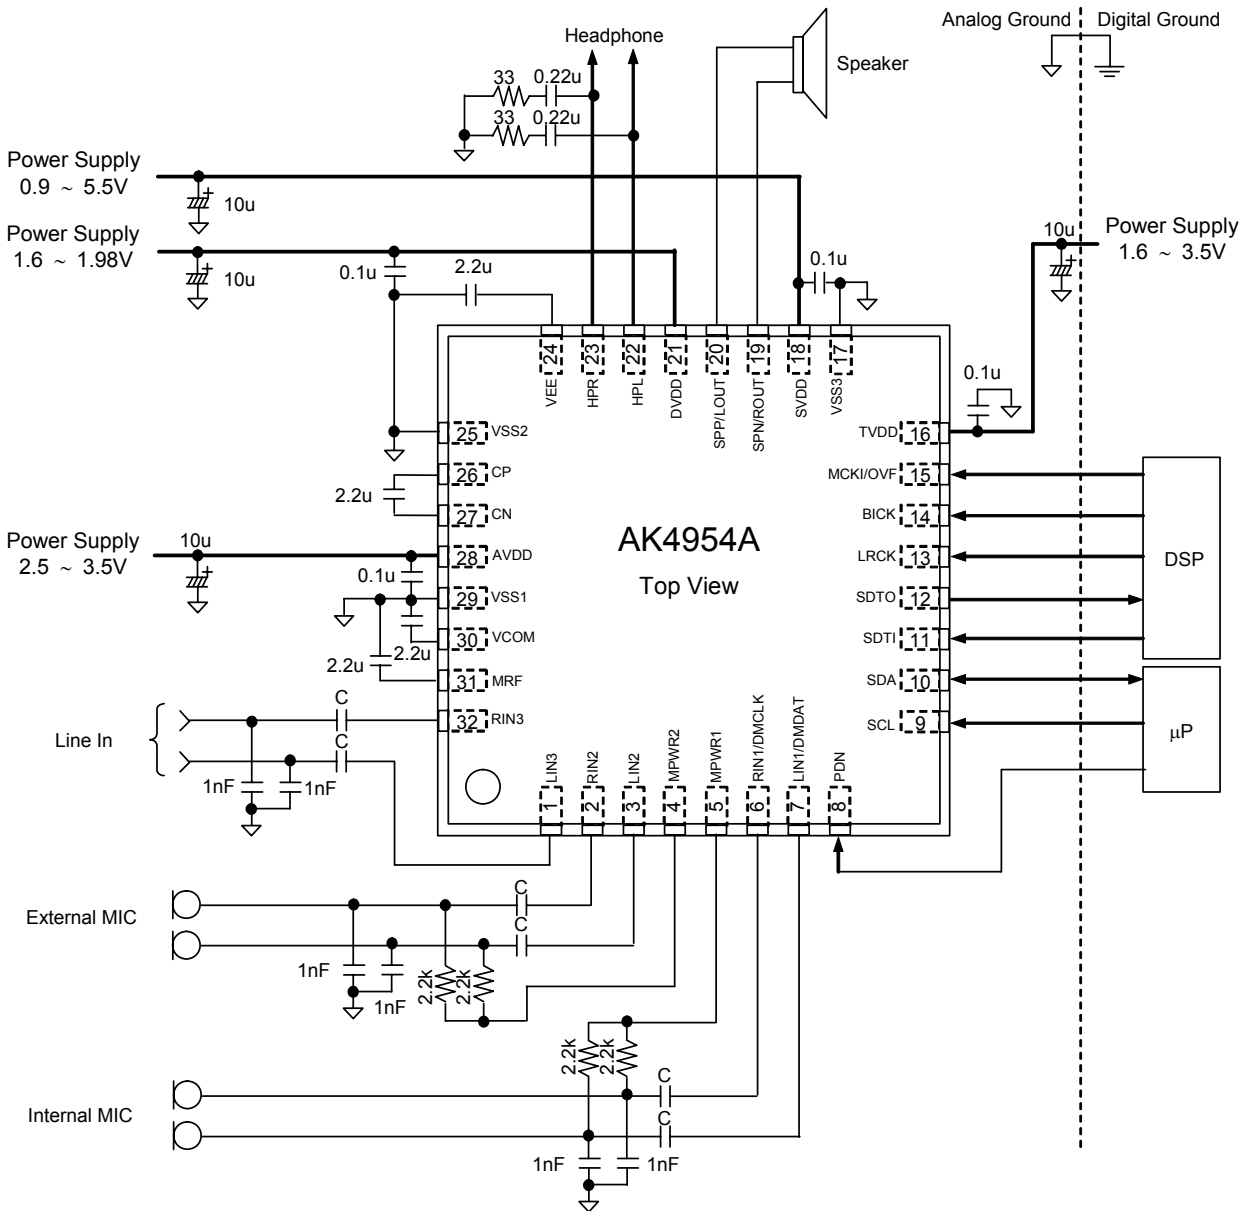 Analog Ground
Digital Ground
Headphone
Speaker
33
0.22u
33
0.22u
Power Supply
0.9 ~ 5.5V
10u
Power Supply
1.6 ~ 1.98V
10u
0.1u
2.2u
0.1u
10u
Power Supply
1.6 ~ 3.5V
0.1u
24
23
22
21
20
19
18
17
VEE
HPR
HPL
DVDD
SPP/LOUT
SPN/ROUT
SVDD
VSS3
25 VSS2
26 CP
27 CN
2.2u
28 AVDD
29 VSS1
30 VCOM
31 MRF
32 RIN3
Power Supply
2.5 ~ 3.5V
10u
0.1u
2.2u
2.2u
AK4954A
Top View
TVDD 16
MCKI/OVF 15
BICK 14
LRCK 13
SDTO 12
SDTI 11
SDA 10
SCL 9
DSP
μP
Line In
C
C
1nF
1nF
LIN3
RIN2
LIN2
MPWR2
MPWR1
RIN1/DMCLK
LIN1/DMDAT
PDN
1
2
3
4
5
6
7
8
External MIC
C
C
1nF
1nF
2.2k
2.2k
Internal MIC
2.2k
2.2k
C
C
1nF
1nF